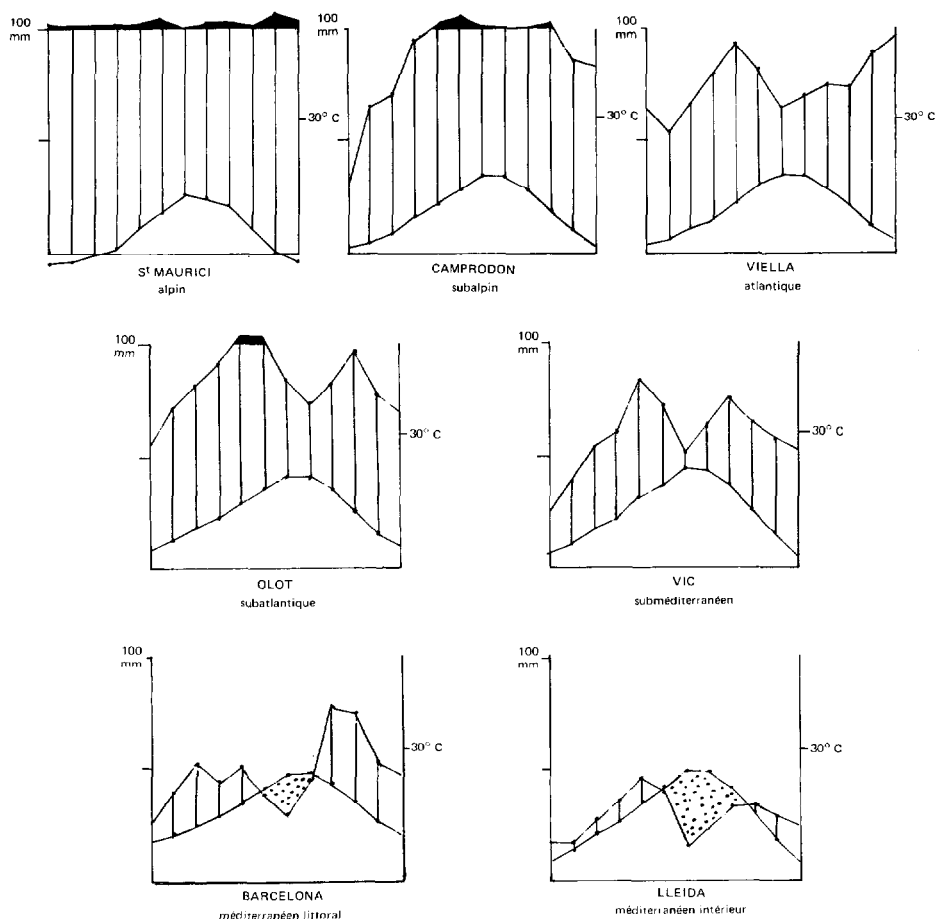 100
mm
30° C
Sᵗ MAURICI
alpin
100
mm
30° C
CAMPRODON
subalpin
100
mm
30° C
VIELLA
atlantique
100
mm
30° C
OLOT
subatlantique
100
mm
30° C
VIC
subméditerranéen
100
mm
30° C
BARCELONA
méditerranéen littoral
100
mm
30° C
LLEIDA
méditerranéen intérieur